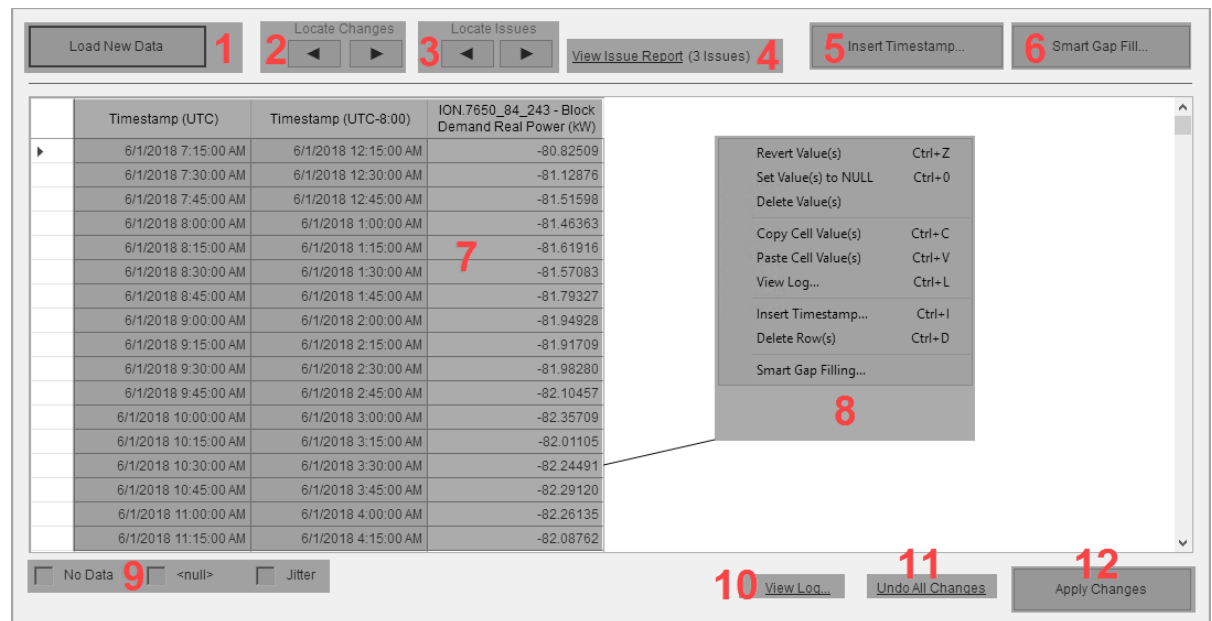 Load New Data
1
2
Locate Changes
◄ ►
3
Locate Issues
◄ ►
View Issue Report (3 Issues)
4
5
Insert Timestamp...
6
Smart Gap Fill...
Timestamp (UTC) Timestamp (UTC-8:00) ION.7650_84_243 - Block
Demand Real Power (kW)
6/1/2018 7:15:00 AM 6/1/2018 12:15:00 AM -80.82509
6/1/2018 7:30:00 AM 6/1/2018 12:30:00 AM -81.12876
6/1/2018 7:45:00 AM 6/1/2018 12:45:00 AM -81.51598
6/1/2018 8:00:00 AM 6/1/2018 1:00:00 AM -81.46363
6/1/2018 8:15:00 AM 6/1/2018 1:15:00 AM -81.61916
6/1/2018 8:30:00 AM 6/1/2018 1:30:00 AM -81.57083
6/1/2018 8:45:00 AM 6/1/2018 1:45:00 AM -81.79327
6/1/2018 9:00:00 AM 6/1/2018 2:00:00 AM -81.94928
6/1/2018 9:15:00 AM 6/1/2018 2:15:00 AM -81.91709
6/1/2018 9:30:00 AM 6/1/2018 2:30:00 AM -81.98280
6/1/2018 9:45:00 AM 6/1/2018 2:45:00 AM -82.10457
6/1/2018 10:00:00 AM 6/1/2018 3:00:00 AM -82.35709
6/1/2018 10:15:00 AM 6/1/2018 3:15:00 AM -82.01105
6/1/2018 10:30:00 AM 6/1/2018 3:30:00 AM -82.24491
6/1/2018 10:45:00 AM 6/1/2018 3:45:00 AM -82.29120
6/1/2018 11:00:00 AM 6/1/2018 4:00:00 AM -82.26135
6/1/2018 11:15:00 AM 6/1/2018 4:15:00 AM -82.08762
7
Revert Value(s) Ctrl+Z
Set Value(s) to NULL Ctrl+0
Delete Value(s)
Copy Cell Value(s) Ctrl+C
Paste Cell Value(s) Ctrl+V
View Log... Ctrl+L
Insert Timestamp... Ctrl+I
Delete Row(s) Ctrl+D
Smart Gap Filling...
8
No Data 9 <null> Jitter
10
View Log...
11
Undo All Changes
12
Apply Changes